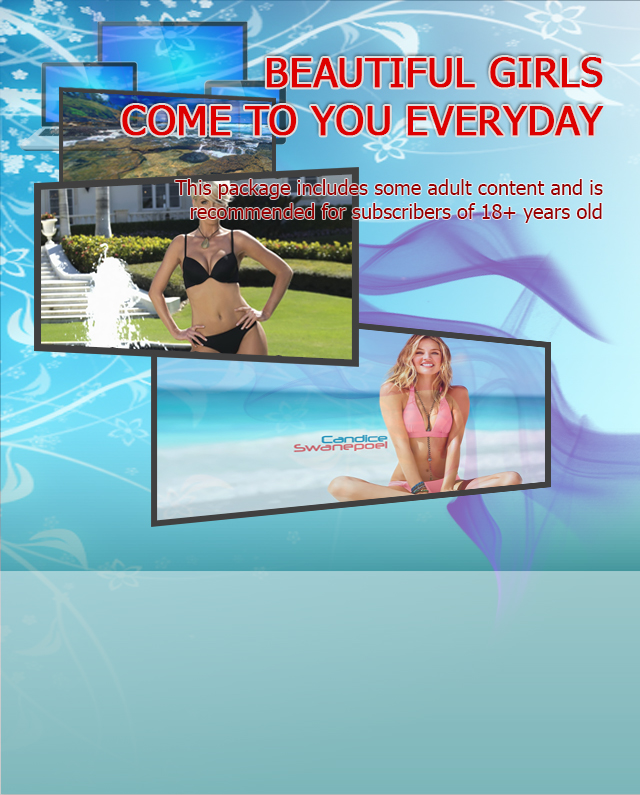 BEAUTIFUL GIRLS
COME TO YOU EVERYDAY
This package includes some adult content and is
recommended for subscribers of 18+ years old
Candice
Swanepoel